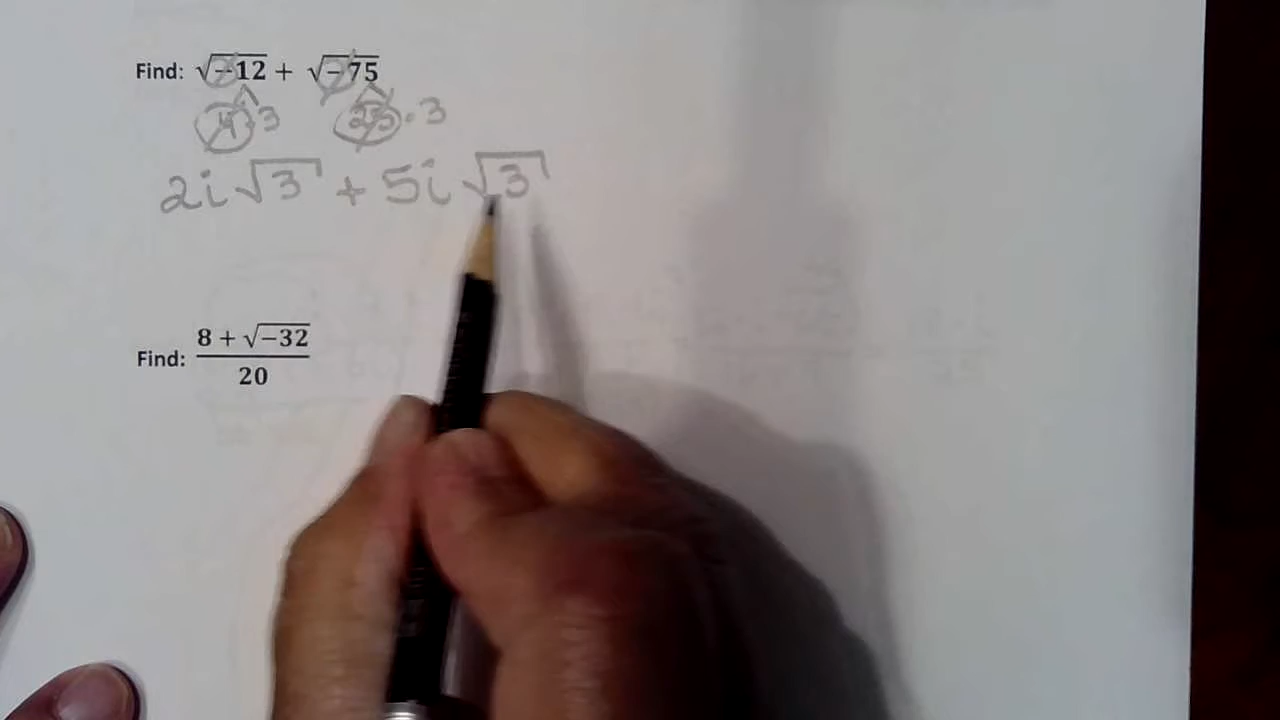 Find: √-12 + √-75
4·3 25·3
2i√3 + 5i√3
Find: 8 + √−32
20